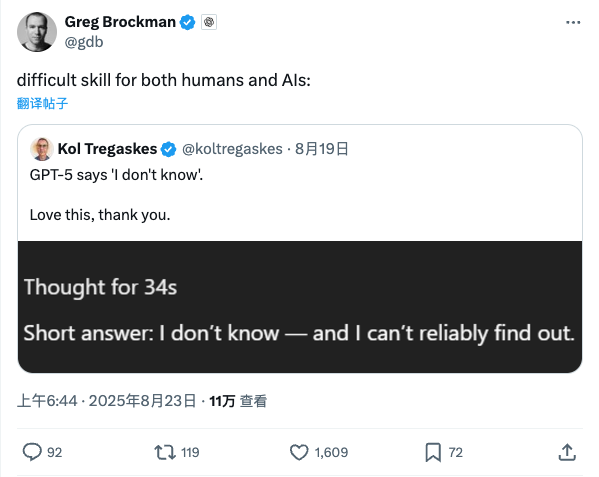 Greg Brockman
@gdb
difficult skill for both humans and AIs:
翻译帖子
Kol Tregaskes @koltregaskes · 8月19日
GPT-5 says 'I don't know'.
Love this, thank you.
Thought for 34s
Short answer: I don’t know — and I can’t reliably find out.
上午6:44 · 2025年8月23日 · 11万 查看
92 119 1,609 72